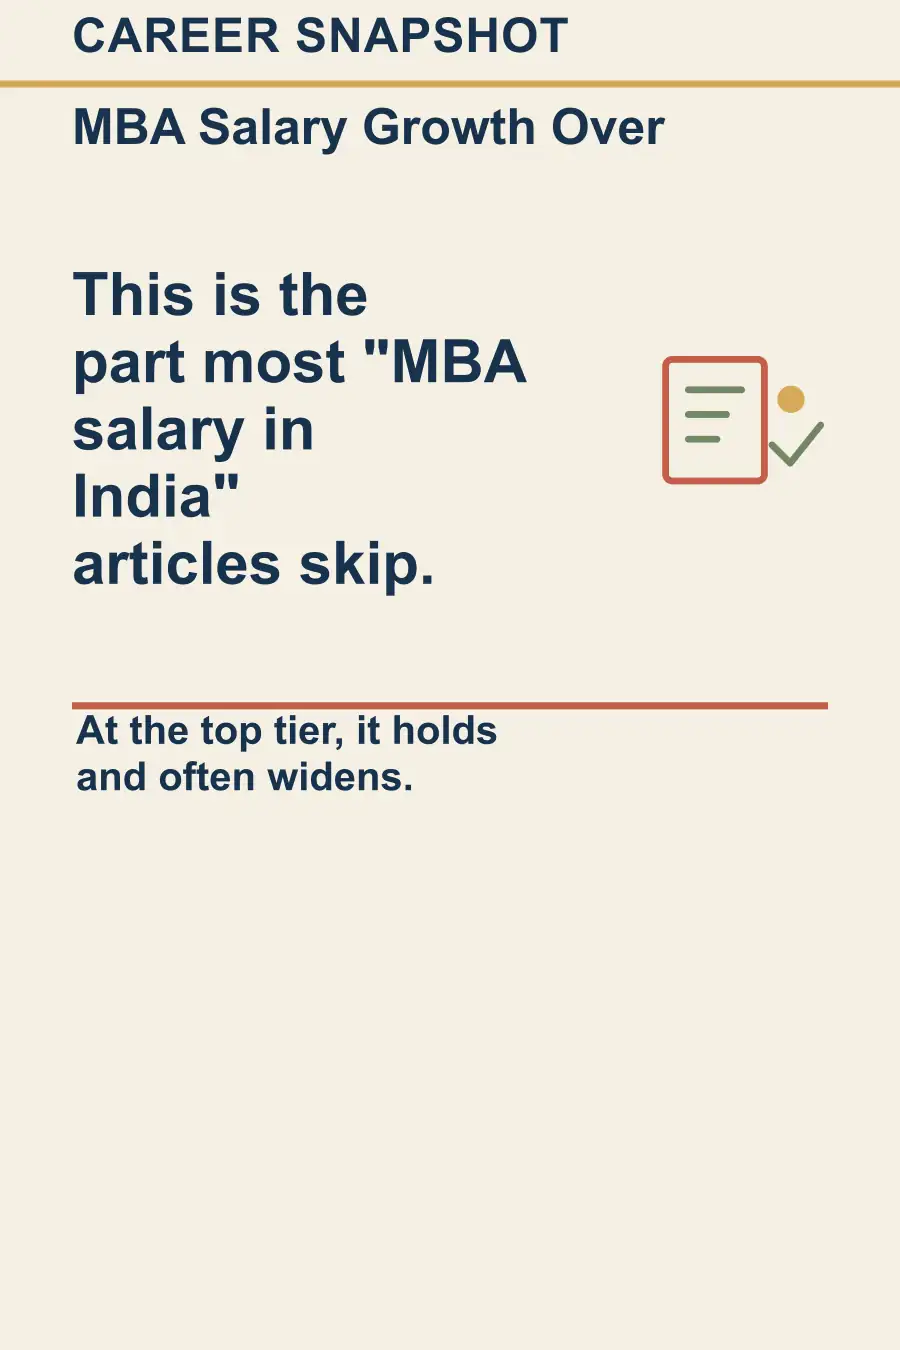 CAREER SNAPSHOT
MBA Salary Growth Over
This is the
part most "MBA
salary in
India"
articles skip.
At the top tier, it holds
and often widens.